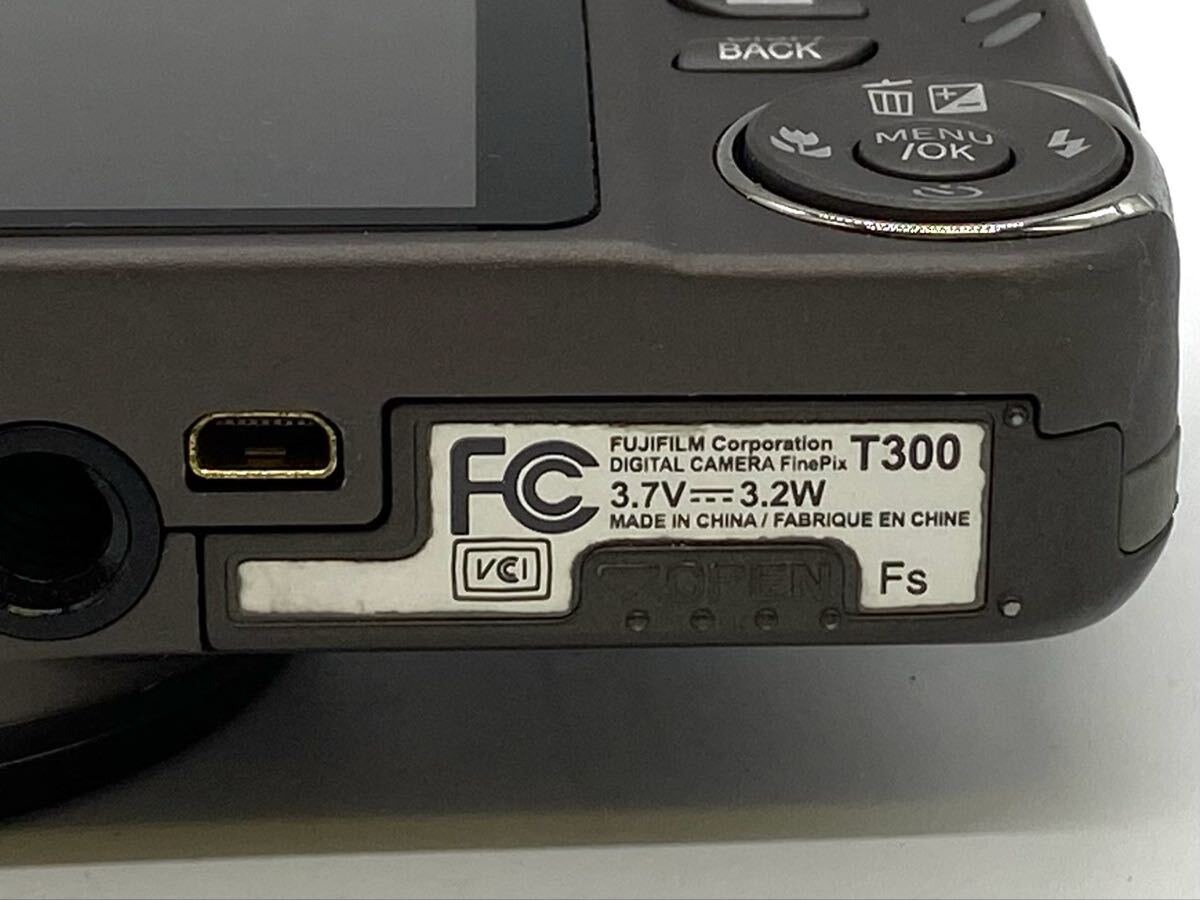 BACK
MENU
/OK
FC
FUJIFILM Corporation
DIGITAL CAMERA FinePix T300
3.7V⎓3.2W
MADE IN CHINA / FABRIQUE EN CHINE
VCI
OPEN
Fs